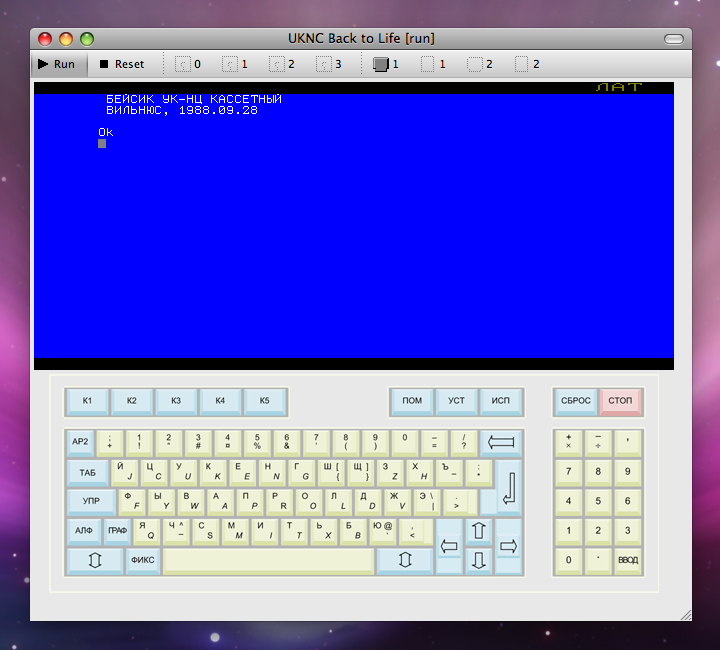 UKNC Back to Life [run]
Run Reset 0 1 2 3 1 1 2 2
ЛАТ
БЕЙСИК УК-НЦ КАССЕТНЫЙ
ВИЛЬНЮС, 1988.09.28
Ok
К1 К2 К3 К4 К5 ПОМ УСТ ИСП СБРОС СТОП
АР2 ; + 1 ! 2 " 3 # 4 ¤ 5 % 6 & 7 ' 8 ( 9 ) 0 – = / ? + × – ÷ ,
ТАБ Й J Ц C У U К K Е E Н N Г G Ш [ { Щ ] } З Z Х H Ъ – : * 7 8 9
УПР Ф F Ы Y В W А A П P Р R О O Л L Д D Ж V Э \ | . > 4 5 6
АЛФ ГРАФ Я Q Ч ^ ¬ С S М M И I Т T Ь X Б B Ю @ ' , < 1 2 3
ФИКС 0 . ВВОД